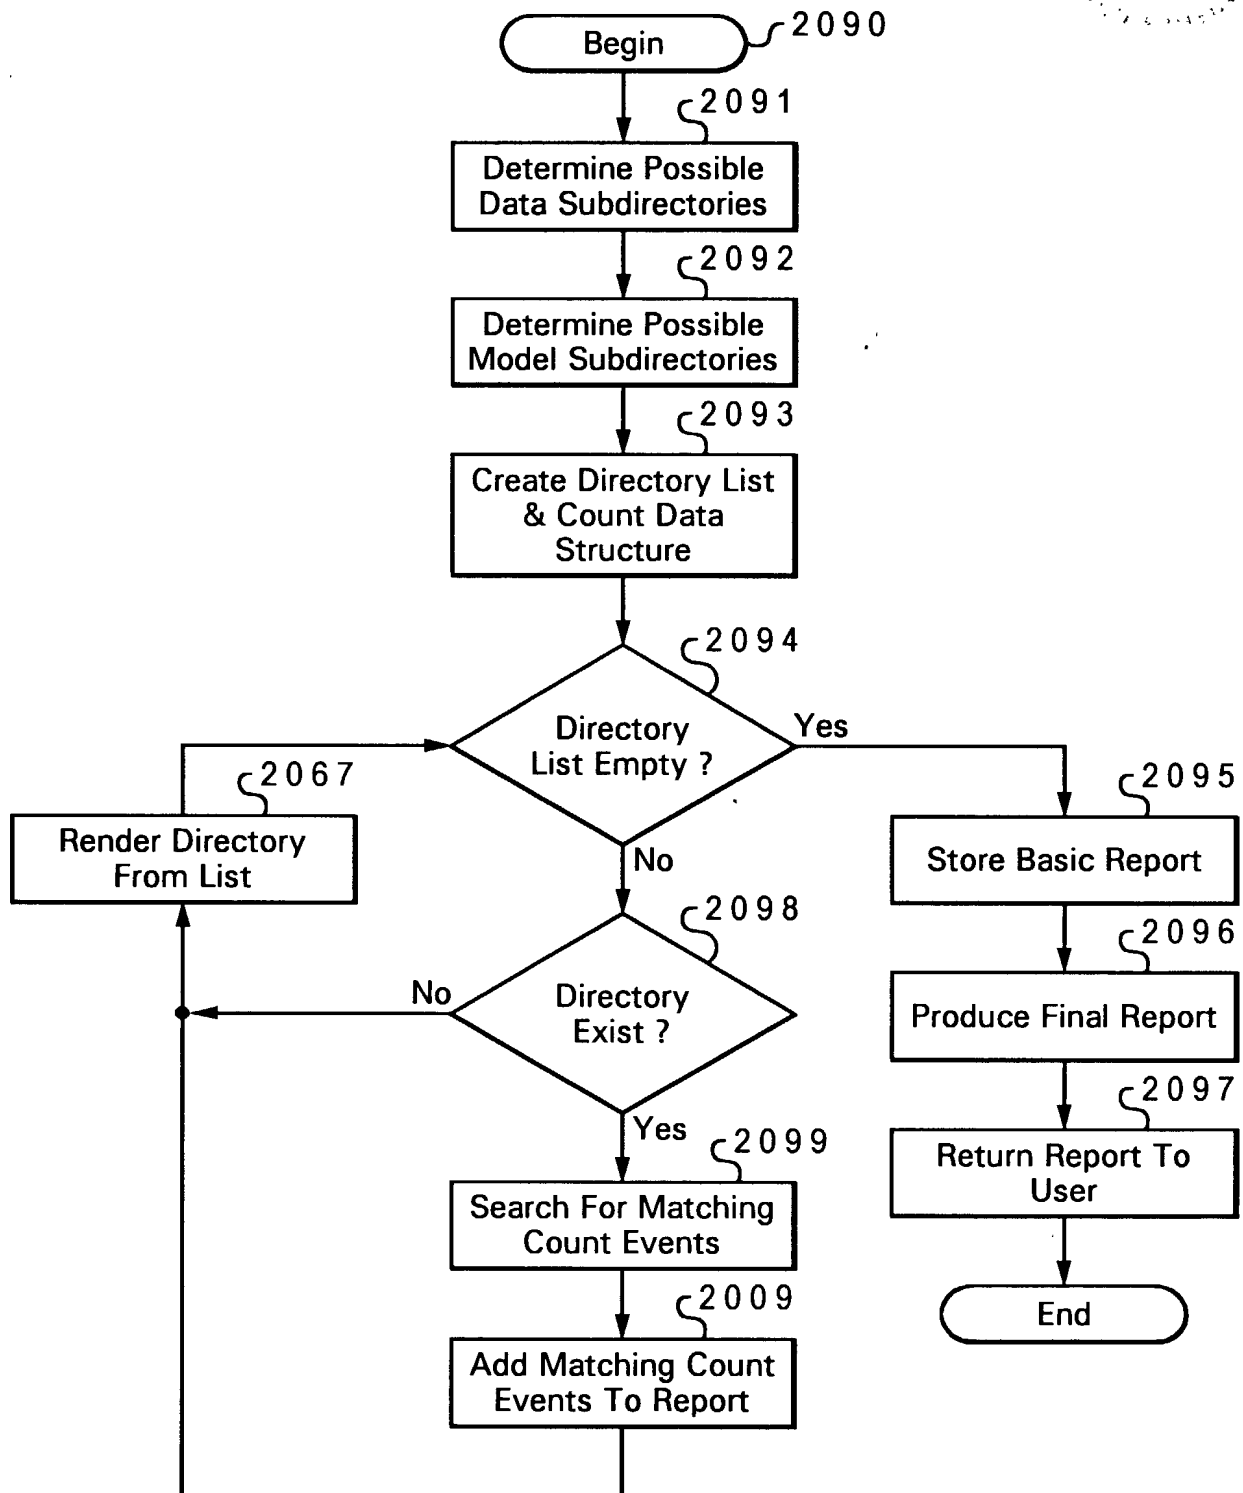 Begin
2090
2091
Determine Possible
Data Subdirectories
2092
Determine Possible
Model Subdirectories
2093
Create Directory List
& Count Data
Structure
2094
Directory
List Empty ?
Yes
No
2067
Render Directory
From List
2095
Store Basic Report
2098
Directory
Exist ?
No
Yes
2096
Produce Final Report
2097
Return Report To
User
2099
Search For Matching
Count Events
End
2009
Add Matching Count
Events To Report